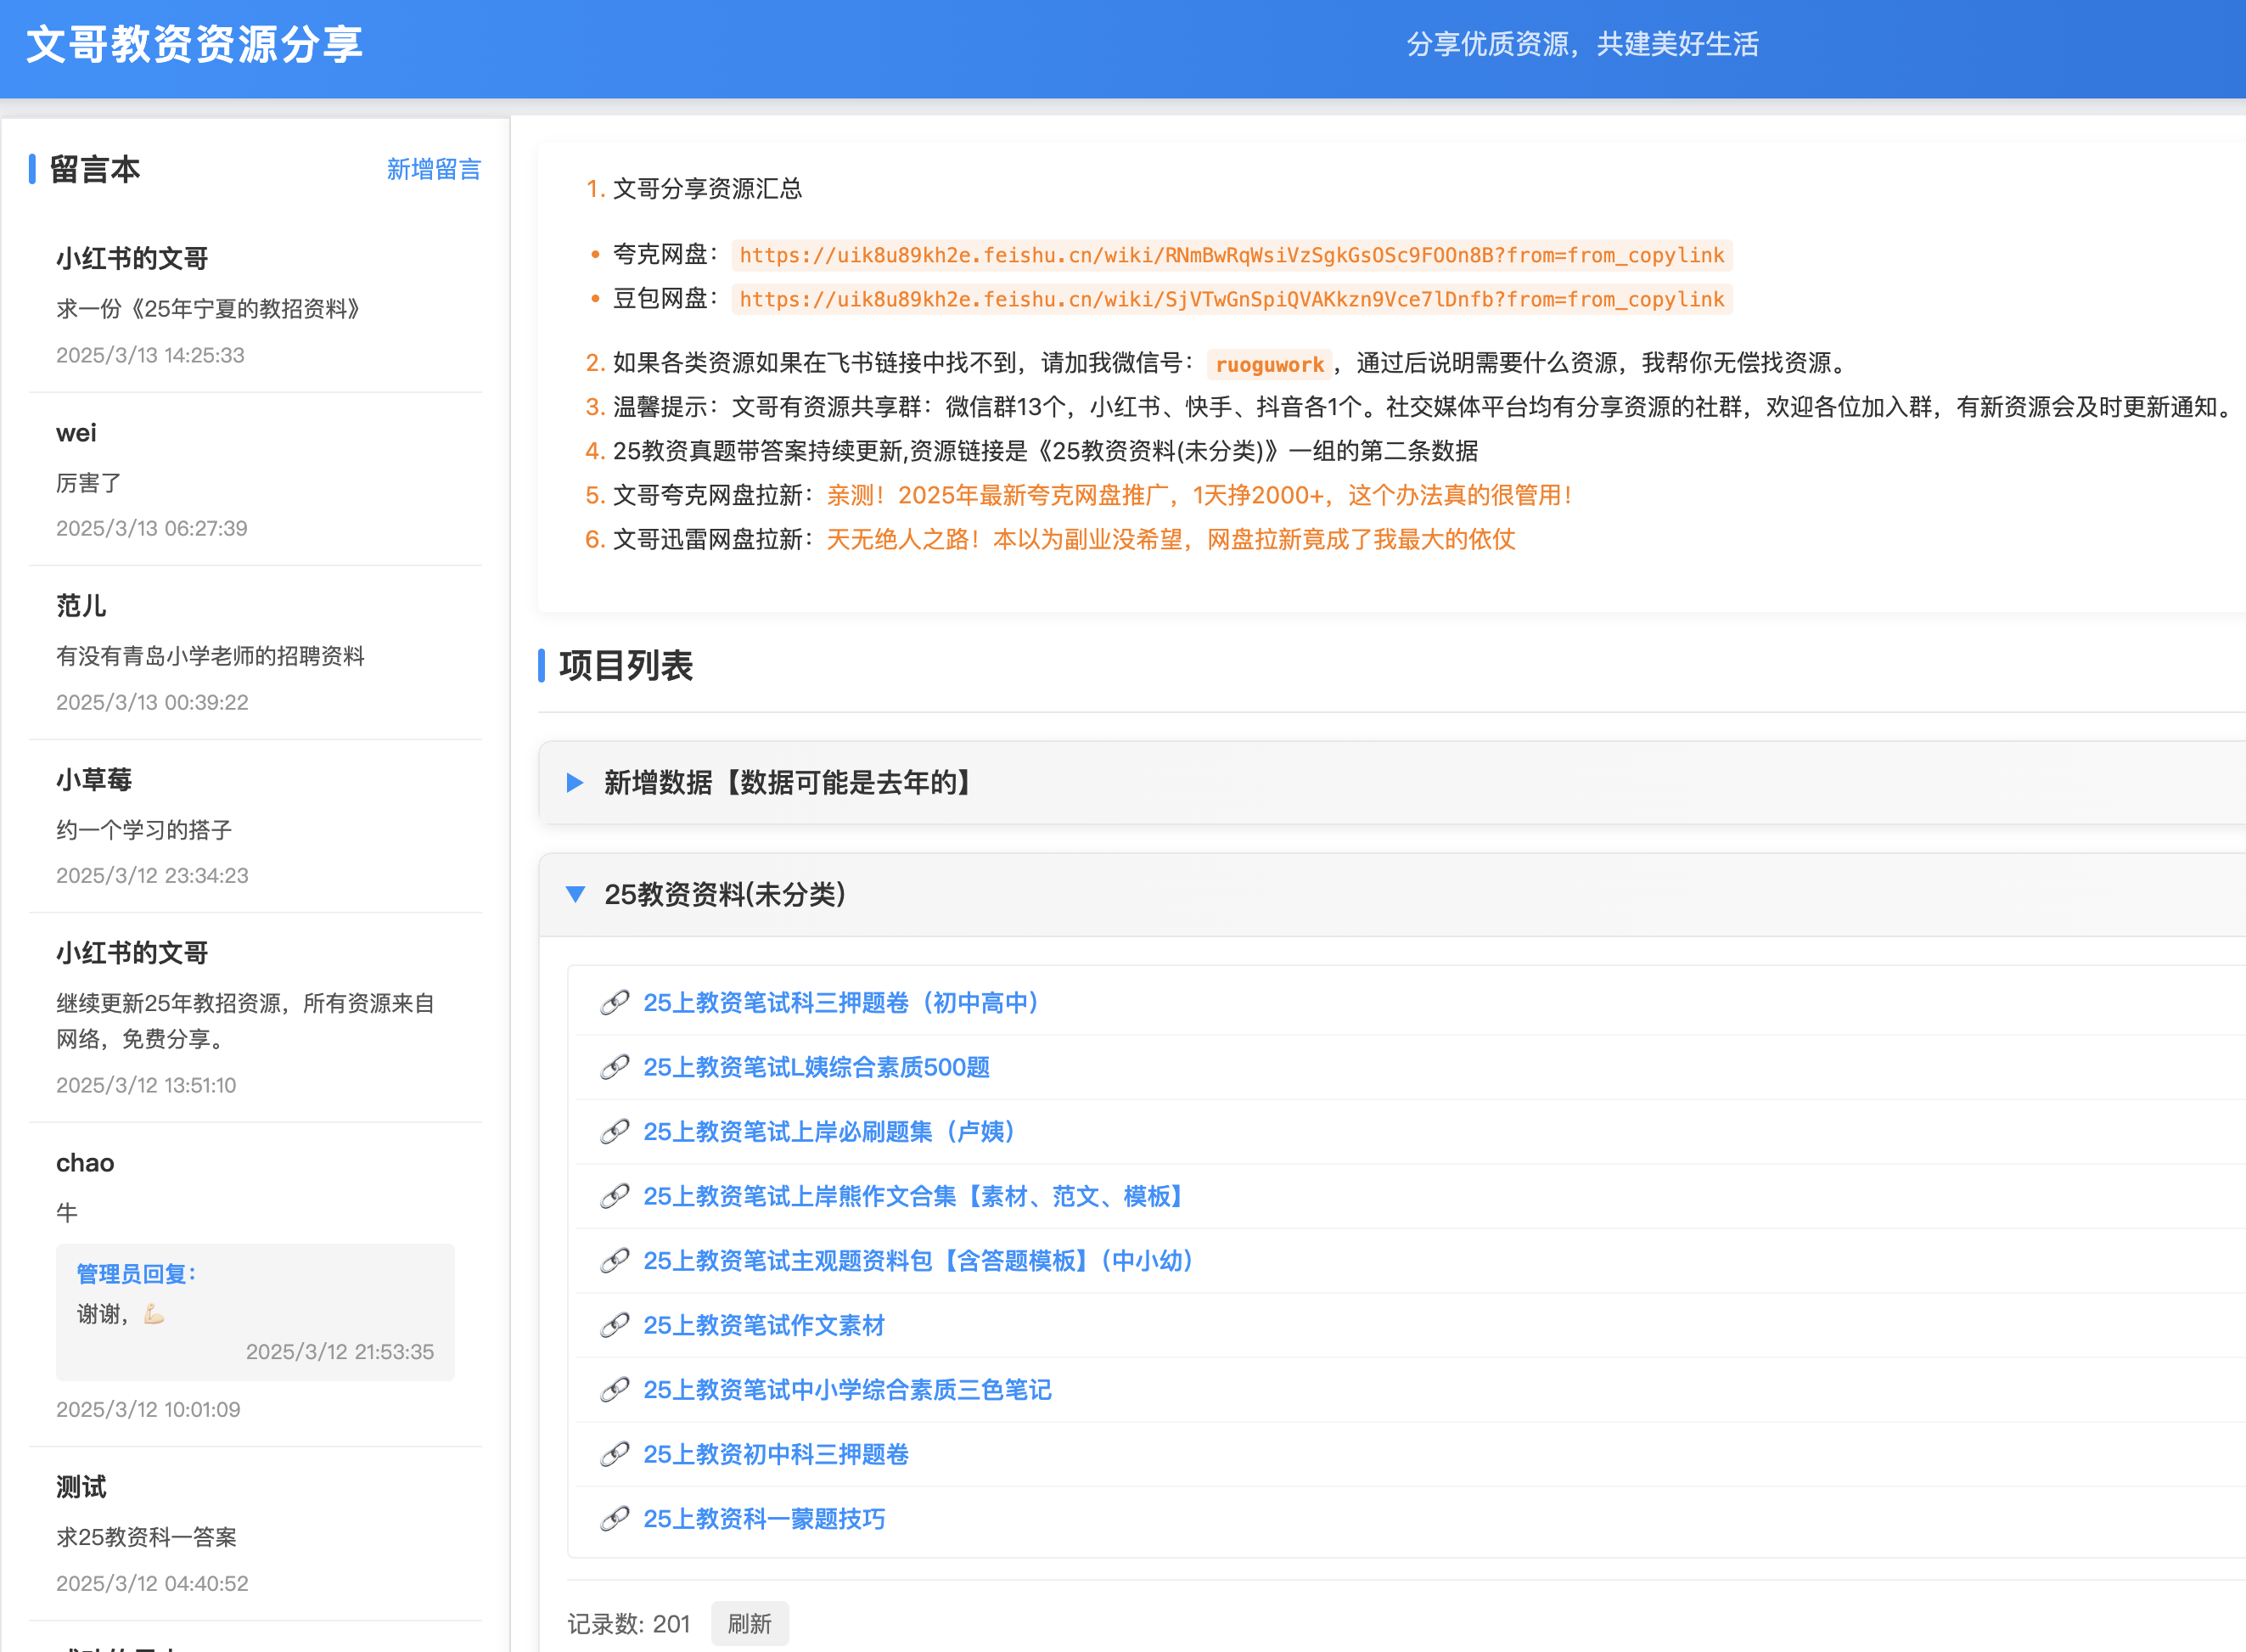 文哥教资资源分享
分享优质资源，共建美好生活
留言本
新增留言
小红书的文哥
求一份《25年宁夏的教招资料》
2025/3/13 14:25:33
wei
厉害了
2025/3/13 06:27:39
范儿
有没有青岛小学老师的招聘资料
2025/3/13 00:39:22
小草莓
约一个学习的搭子
2025/3/12 23:34:23
小红书的文哥
继续更新25年教招资源，所有资源来自
网络，免费分享。
2025/3/12 13:51:10
chao
牛
管理员回复：
谢谢，💪🏻
2025/3/12 21:53:35
2025/3/12 10:01:09
测试
求25教资科一答案
2025/3/12 04:40:52
1. 文哥分享资源汇总
• 夸克网盘： https://uik8u89kh2e.feishu.cn/wiki/RNmBwRqWsiVzSgkGsOSc9FOOn8B?from=from_copylink
• 豆包网盘： https://uik8u89kh2e.feishu.cn/wiki/SjVTwGnSpiQVAKkzn9Vce7lDnfb?from=from_copylink
2. 如果各类资源如果在飞书链接中找不到，请加我微信号： ruoguwork ，通过后说明需要什么资源，我帮你无偿找资源。
3. 温馨提示：文哥有资源共享群：微信群13个，小红书、快手、抖音各1个。社交媒体平台均有分享资源的社群，欢迎各位加入群，有新资源会及时更新通知。
4. 25教资真题带答案持续更新,资源链接是《25教资资料(未分类)》一组的第二条数据
5. 文哥夸克网盘拉新：亲测！2025年最新夸克网盘推广，1天挣2000+，这个办法真的很管用！
6. 文哥迅雷网盘拉新：天无绝人之路！本以为副业没希望，网盘拉新竟成了我最大的依仗
项目列表
新增数据【数据可能是去年的】
25教资资料(未分类)
25上教资笔试科三押题卷（初中高中）
25上教资笔试L姨综合素质500题
25上教资笔试上岸必刷题集（卢姨）
25上教资笔试上岸熊作文合集【素材、范文、模板】
25上教资笔试主观题资料包【含答题模板】（中小幼）
25上教资笔试作文素材
25上教资笔试中小学综合素质三色笔记
25上教资初中科三押题卷
25上教资科一蒙题技巧
记录数: 201
刷新